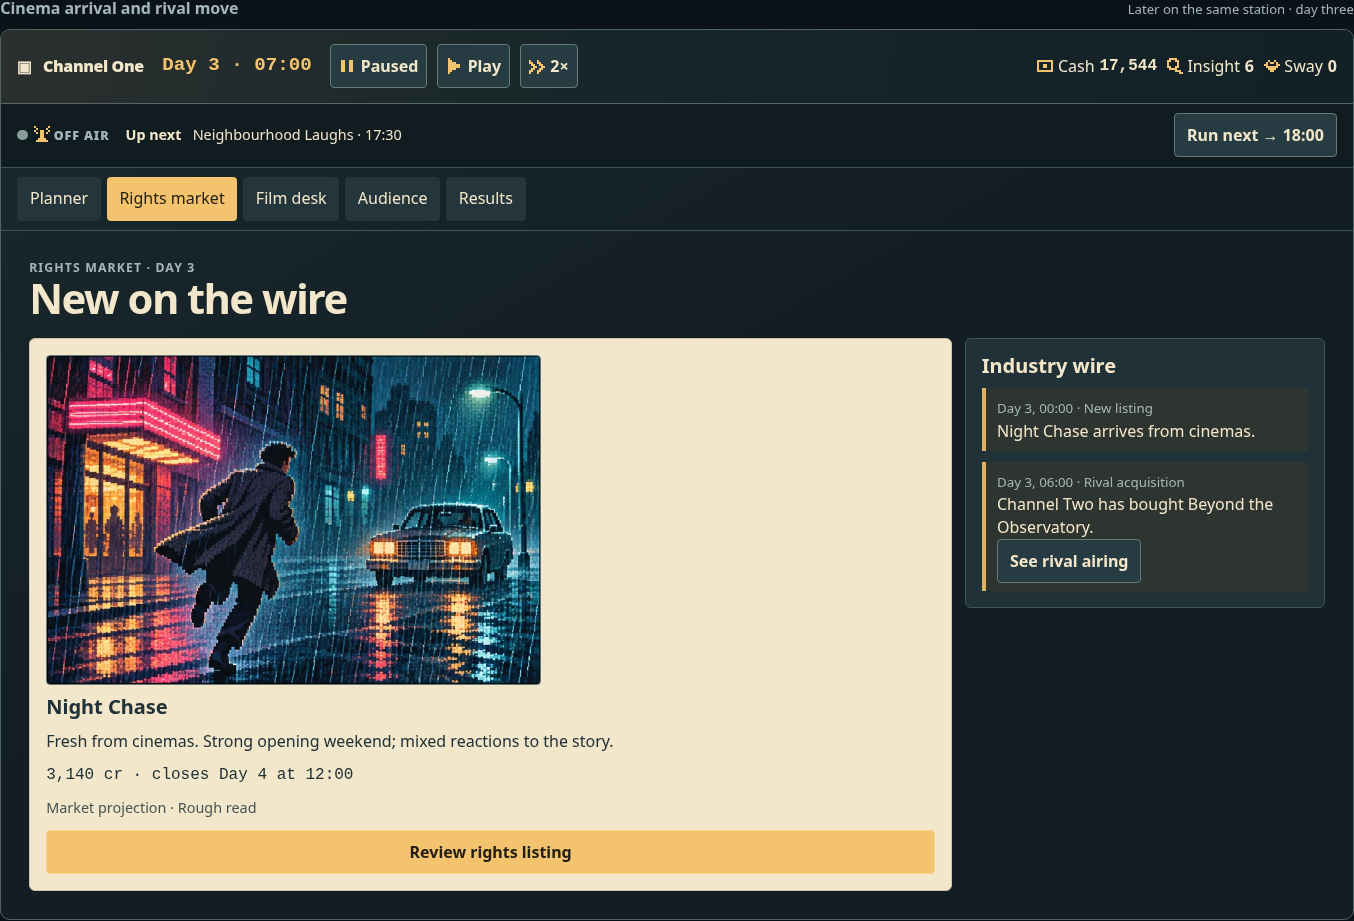 Cinema arrival and rival move
Later on the same station · day three
Channel One
Day 3 · 07:00
Paused
Play
2×
Cash 17,544
Insight 6
Sway 0
OFF AIR
Up next Neighbourhood Laughs · 17:30
Run next → 18:00
Planner
Rights market
Film desk
Audience
Results
RIGHTS MARKET · DAY 3
New on the wire
Night Chase
Fresh from cinemas. Strong opening weekend; mixed reactions to the story.
3,140 cr · closes Day 4 at 12:00
Market projection · Rough read
Review rights listing
Industry wire
Day 3, 00:00 · New listing
Night Chase arrives from cinemas.
Day 3, 06:00 · Rival acquisition
Channel Two has bought Beyond the
Observatory.
See rival airing